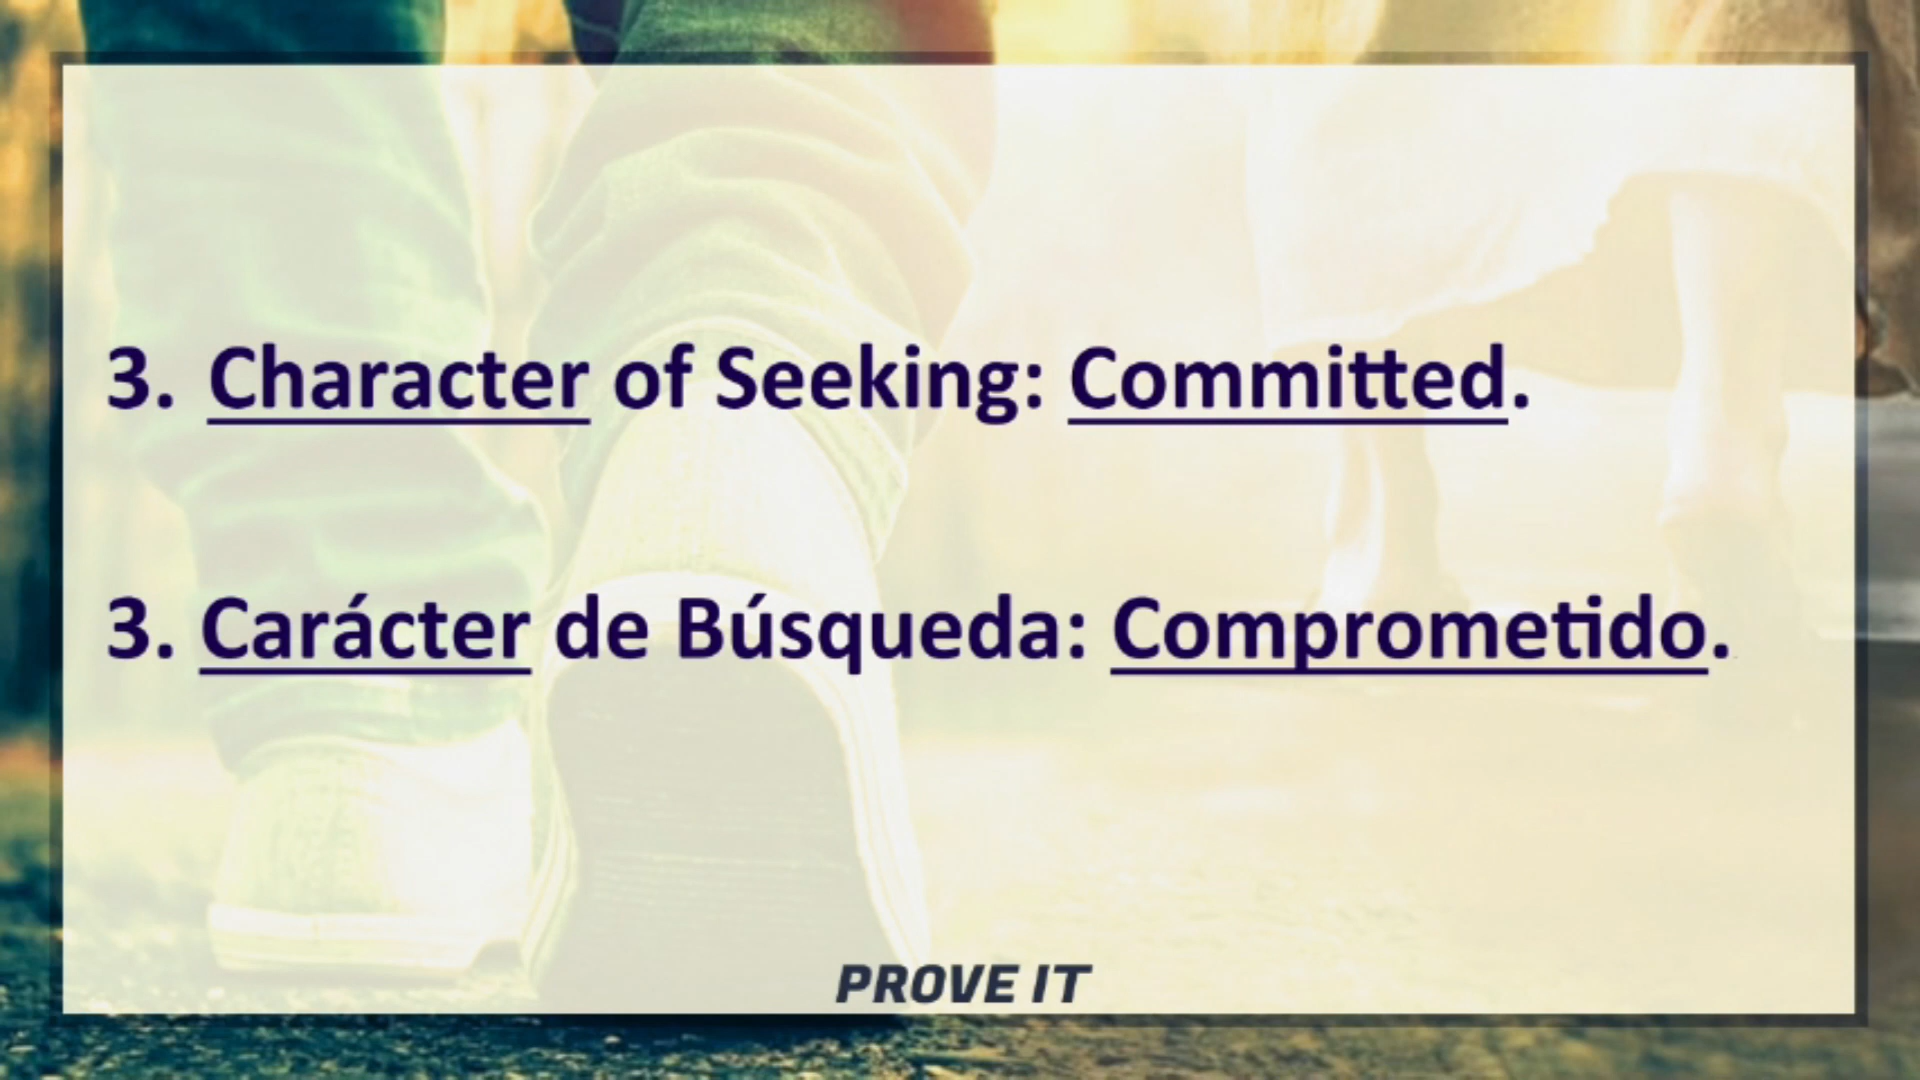 3. Character of Seeking: Committed.
3. Carácter de Búsqueda: Comprometido.
PROVE IT